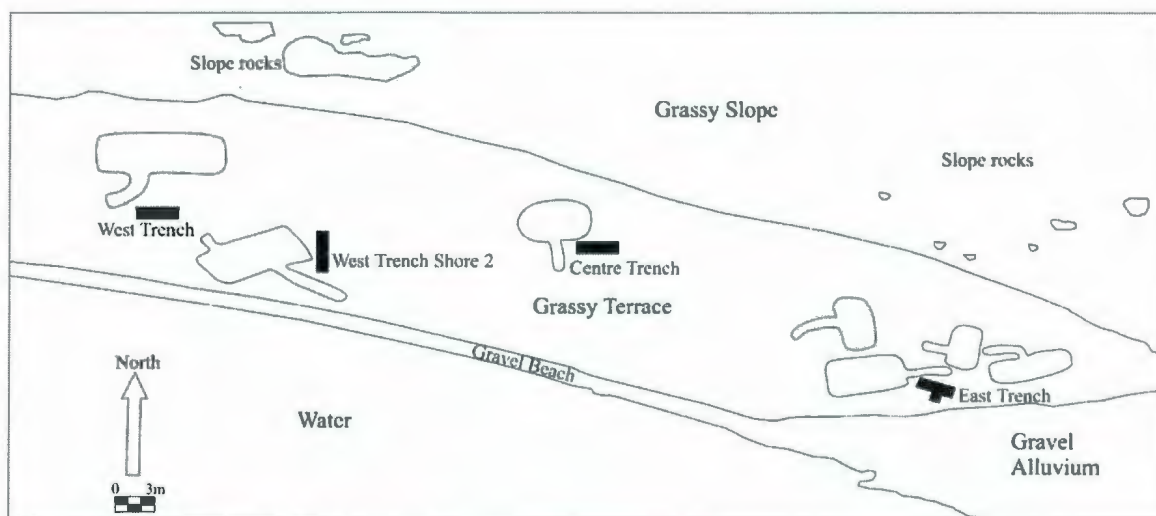 Slope rocks
Grassy Slope
Slope rocks
West Trench
West Trench Shore 2
Centre Trench
Grassy Terrace
Gravel Beach
North
East Trench
Water
Gravel
Alluvium
0 3m